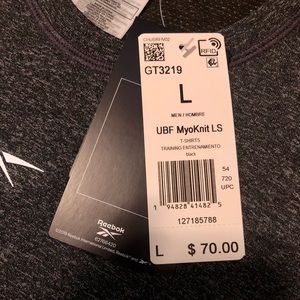 RFID
GT3219
L
MEN / HOMBRE
UBF MyoKnit LS
T-SHIRTS
TRAINING/ENTRENAMIENTO
black
54
720
UPC
1 94828 41482 5
127185788
L $ 70.00
Reebok